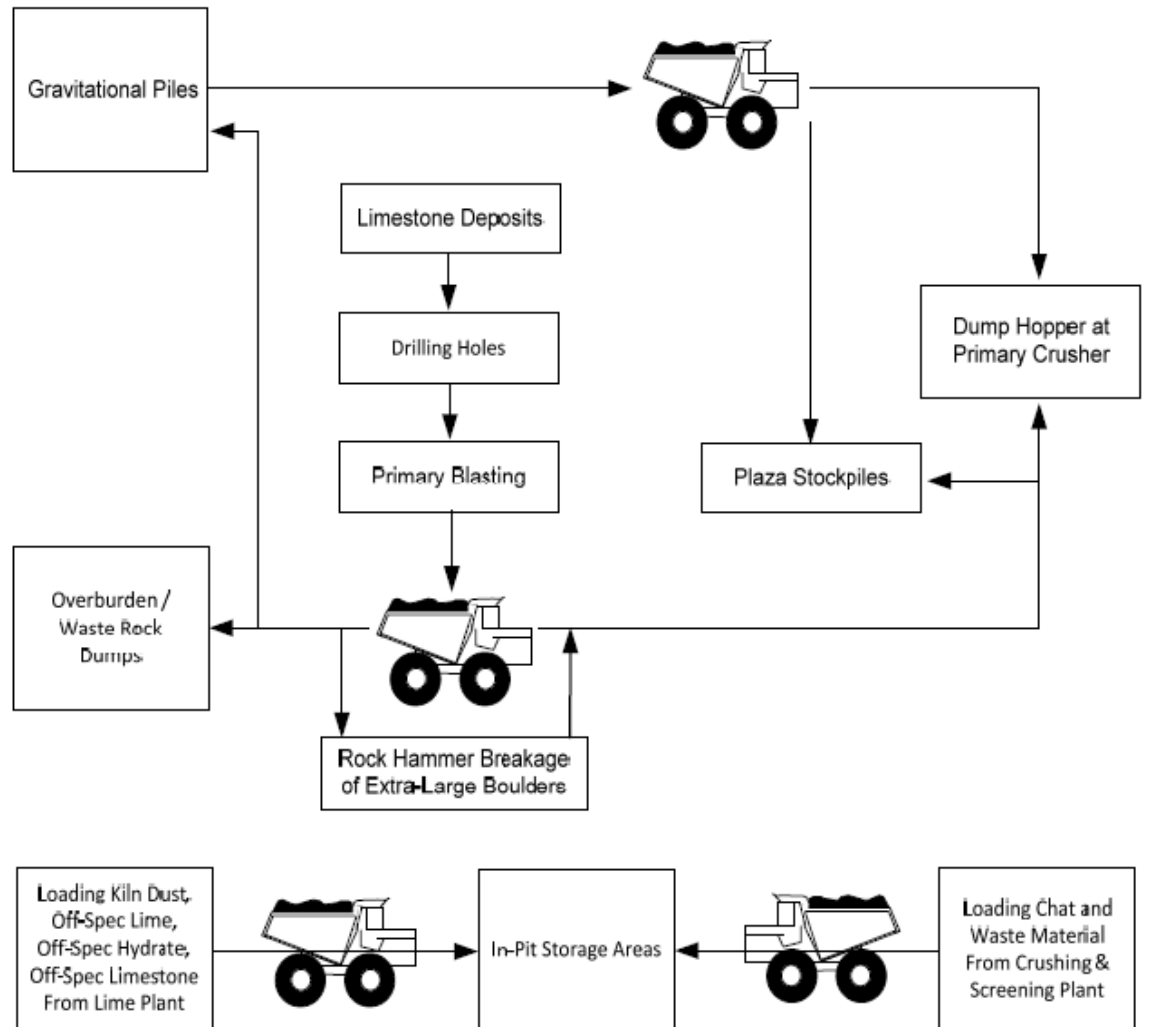 Gravitational Piles
Limestone Deposits
Drilling Holes
Dump Hopper at
Primary Crusher
Primary Blasting
Plaza Stockpiles
Overburden /
Waste Rock
Dumps
Rock Hammer Breakage
of Extra-Large Boulders
Loading Kiln Dust,
Off-Spec Lime,
Off-Spec Hydrate,
Off-Spec Limestone
From Lime Plant
In-Pit Storage Areas
Loading Chat and
Waste Material
From Crushing &
Screening Plant